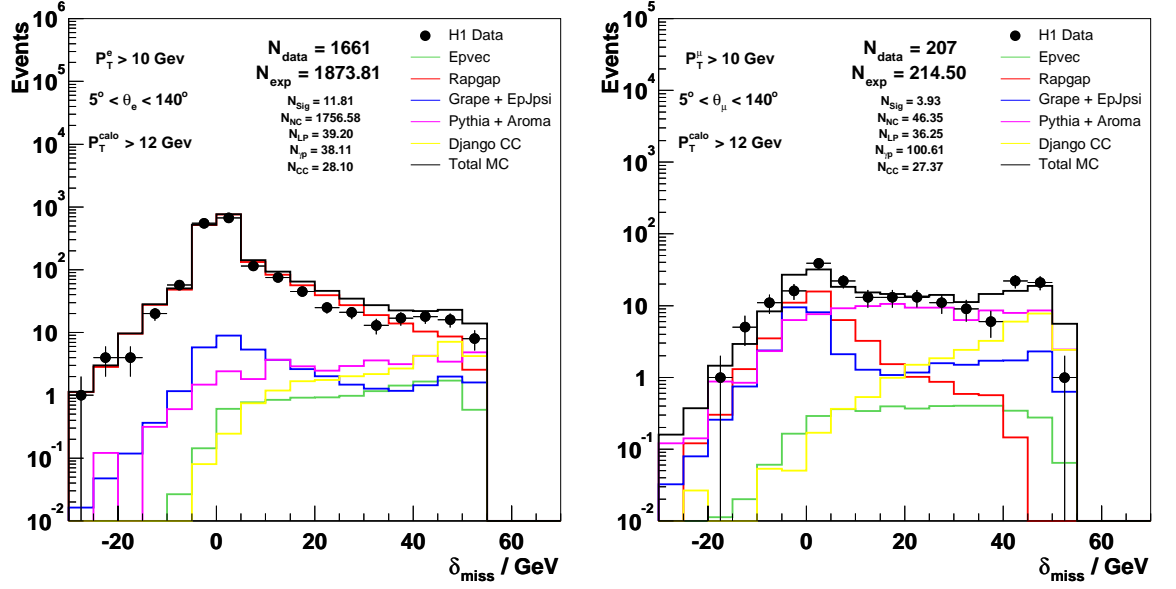 Events
10^6
10^5
10^4
10^3
10^2
10
1
10^-1
10^-2
P_T^e > 10 Gev
5° < θ_e < 140°
P_T^calo > 12 Gev
N_data = 1661
N_exp = 1873.81
N_Sig = 11.81
N_NC = 1756.58
N_LP = 39.20
N_γp = 38.11
N_CC = 28.10
H1 Data
Epvec
Rapgap
Grape + EpJpsi
Pythia + Aroma
Django CC
Total MC
-20 0 20 40 60
δ_miss / GeV
Events
10^5
10^4
10^3
10^2
10
1
10^-1
10^-2
P_T^μ > 10 Gev
5° < θ_μ < 140°
P_T^calo > 12 Gev
N_data = 207
N_exp = 214.50
N_Sig = 3.93
N_NC = 46.35
N_LP = 36.25
N_γp = 100.61
N_CC = 27.37
H1 Data
Epvec
Rapgap
Grape + EpJpsi
Pythia + Aroma
Django CC
Total MC
-20 0 20 40 60
δ_miss / GeV